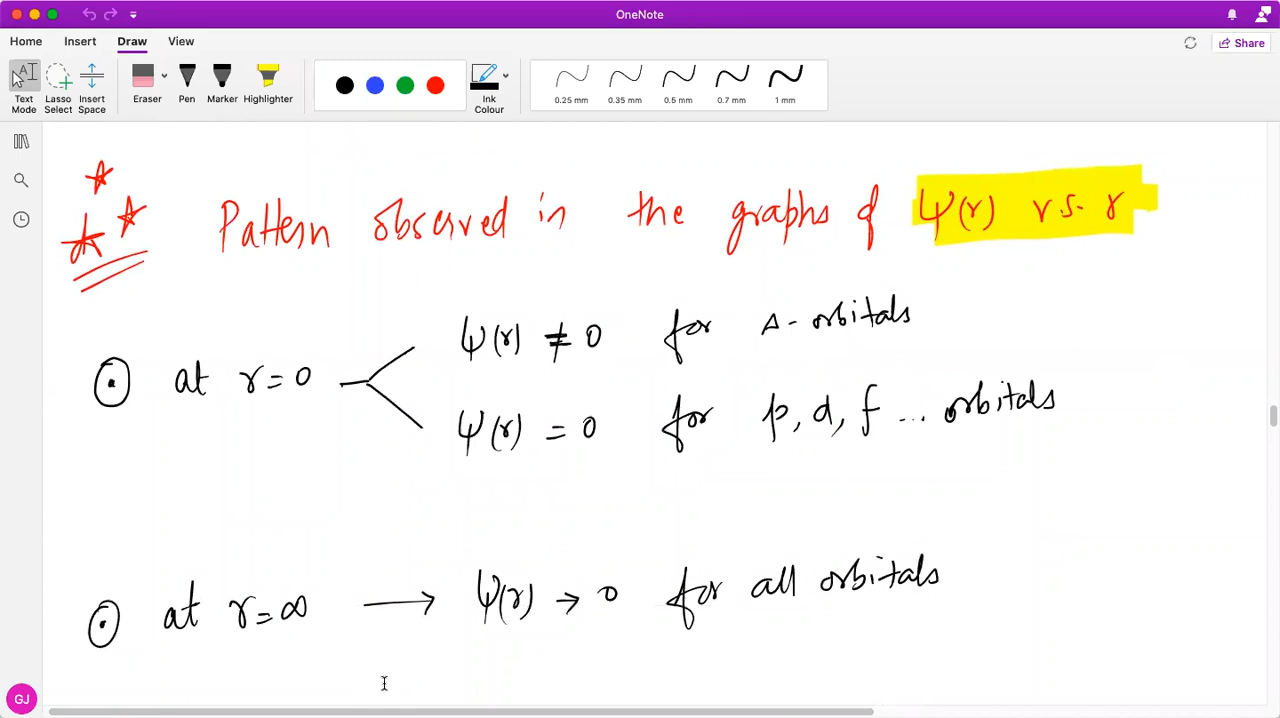 OneNote
Home Insert Draw View
Share
Text Mode
Lasso Select
Insert Space
Eraser
Pen
Marker
Highlighter
Ink Colour
0.25 mm
0.35 mm
0.5 mm
0.7 mm
1 mm
Pattern observed in the graphs of ψ(r) vs. r
at r=0
ψ(r) ≠ 0 for s-orbitals
ψ(r) = 0 for p, d, f ... orbitals
at r=∞ → ψ(r) → 0 for all orbitals
GJ